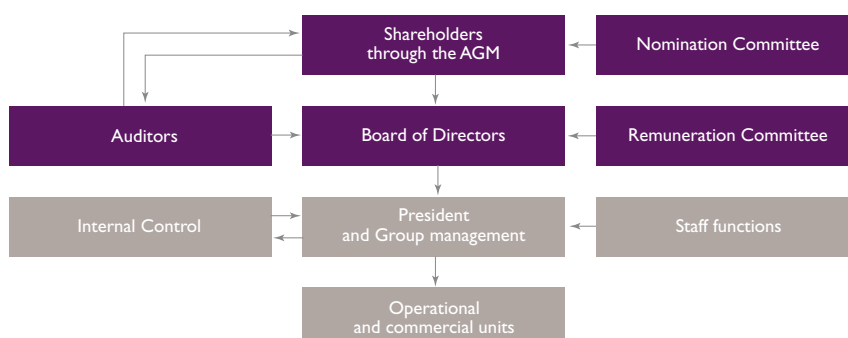 Shareholders
through the AGM
Nomination Committee
Auditors
Board of Directors
Remuneration Committee
Internal Control
President
and Group management
Staff functions
Operational
and commercial units